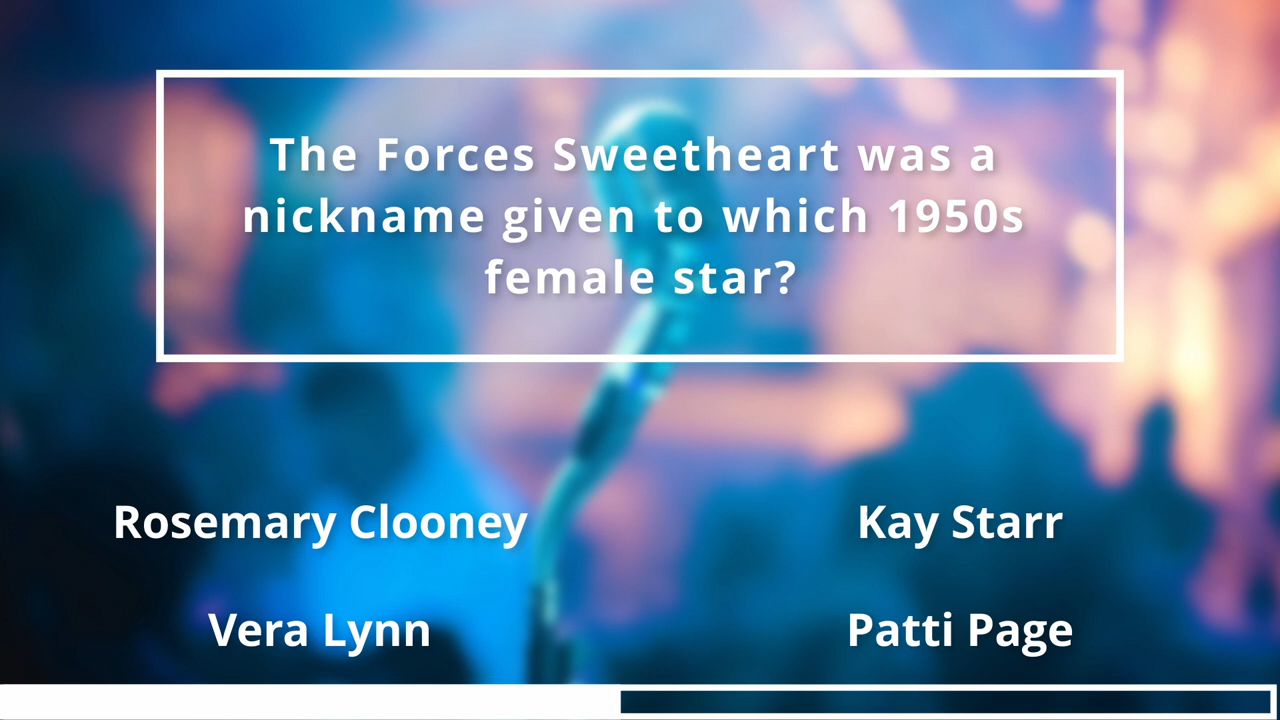 The Forces Sweetheart was a
nickname given to which 1950s
female star?
Rosemary Clooney
Kay Starr
Vera Lynn
Patti Page